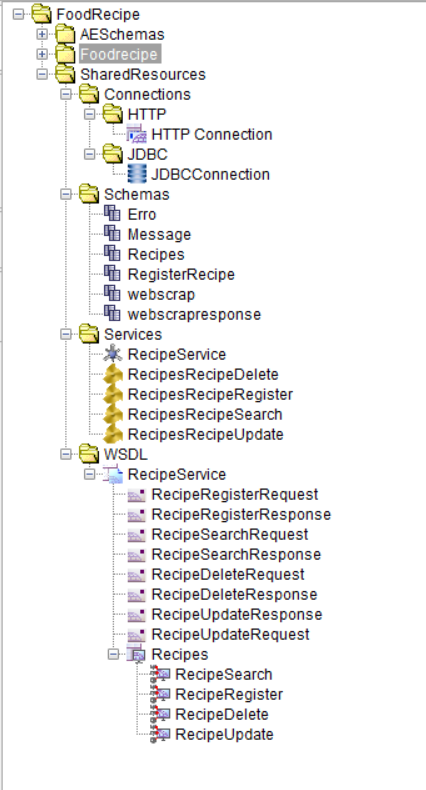 FoodRecipe
AESchemas
Foodrecipe
SharedResources
Connections
HTTP
HTTP Connection
JDBC
JDBCConnection
Schemas
Erro
Message
Recipes
RegisterRecipe
webscrap
webscrapresponse
Services
RecipeService
RecipesRecipeDelete
RecipesRecipeRegister
RecipesRecipeSearch
RecipesRecipeUpdate
WSDL
RecipeService
RecipeRegisterRequest
RecipeRegisterResponse
RecipeSearchRequest
RecipeSearchResponse
RecipeDeleteRequest
RecipeDeleteResponse
RecipeUpdateResponse
RecipeUpdateRequest
Recipes
RecipeSearch
RecipeRegister
RecipeDelete
RecipeUpdate